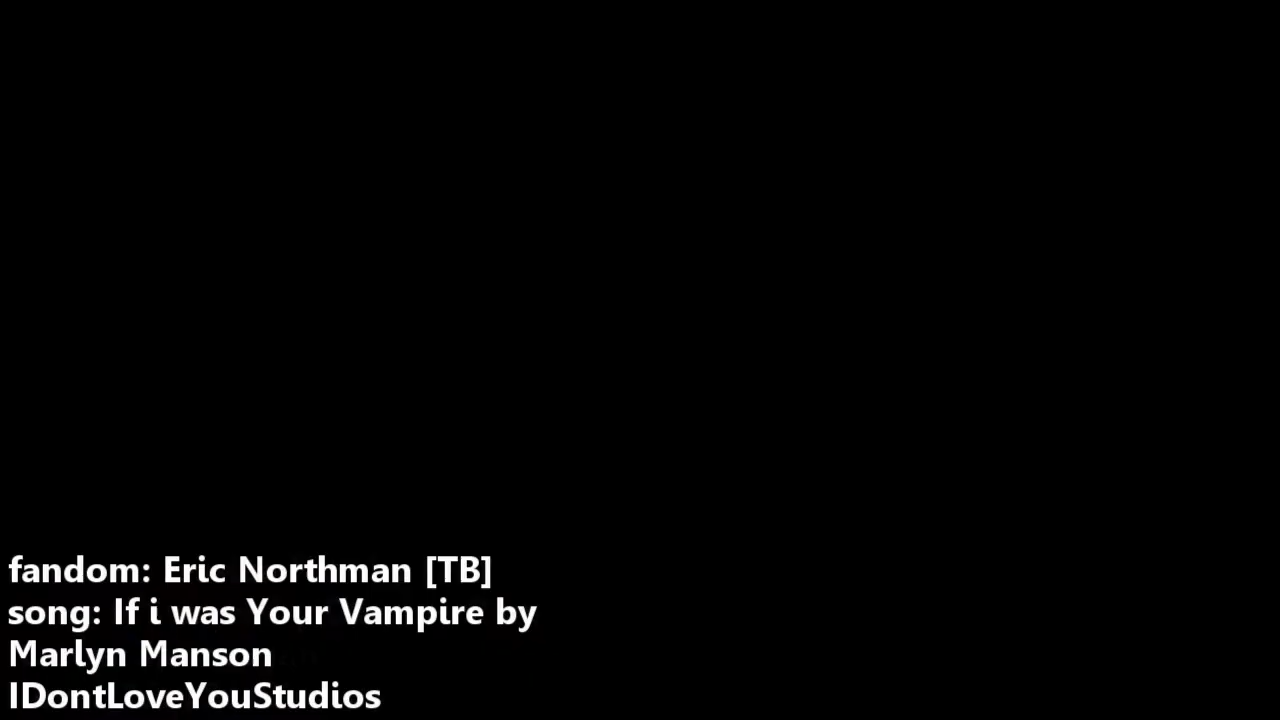 fandom: Eric Northman [TB]
song: If i was Your Vampire by
Marlyn Manson
IDontLoveYouStudios